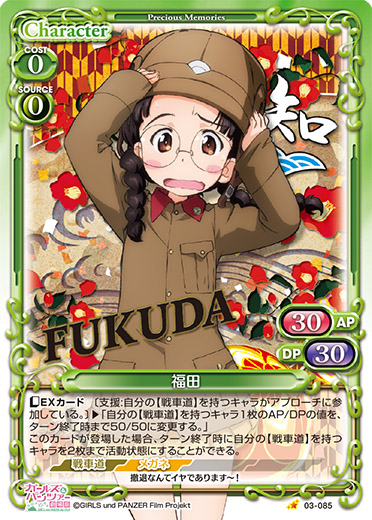 Precious Memories
Character
COST
0
SOURCE
0
知
FUKUDA
30 AP
DP 30
福田
EXカード 〔支援:自分の【戦車道】を持つキャラがアプローチに参
加している。〕▶「自分の【戦車道】を持つキャラ1枚のAP/DPの値を、
ターン終了時まで50/50に変更する。」
このカードが登場した場合、ターン終了時に自分の【戦車道】を持つ
キャラを2枚まで活動状態にすることができる。
戦車道 メガネ
撤退なんてイヤであります~!
ガールズ&パンツァー 劇場版
©GIRLS und PANZER Film Projekt
03-085